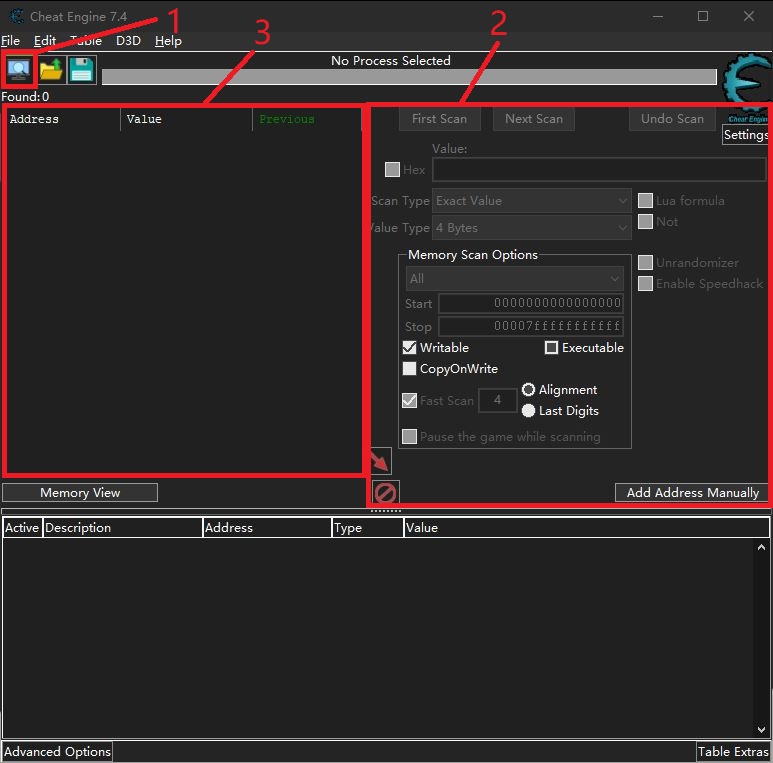 Cheat Engine 7.4
1
2
3
File Edit Table D3D Help
No Process Selected
Found: 0
Cheat Engine
Settings
Address Value Previous
First Scan Next Scan Undo Scan
Value:
Hex
Scan Type Exact Value Lua formula
Value Type 4 Bytes Not
Memory Scan Options
All
Unrandomizer
Enable Speedhack
Start 0000000000000000
Stop 00007fffffffffff
Writable Executable
CopyOnWrite
Fast Scan 4 Alignment
Last Digits
Pause the game while scanning
Memory View
Add Address Manually
Active Description Address Type Value
Advanced Options Table Extras